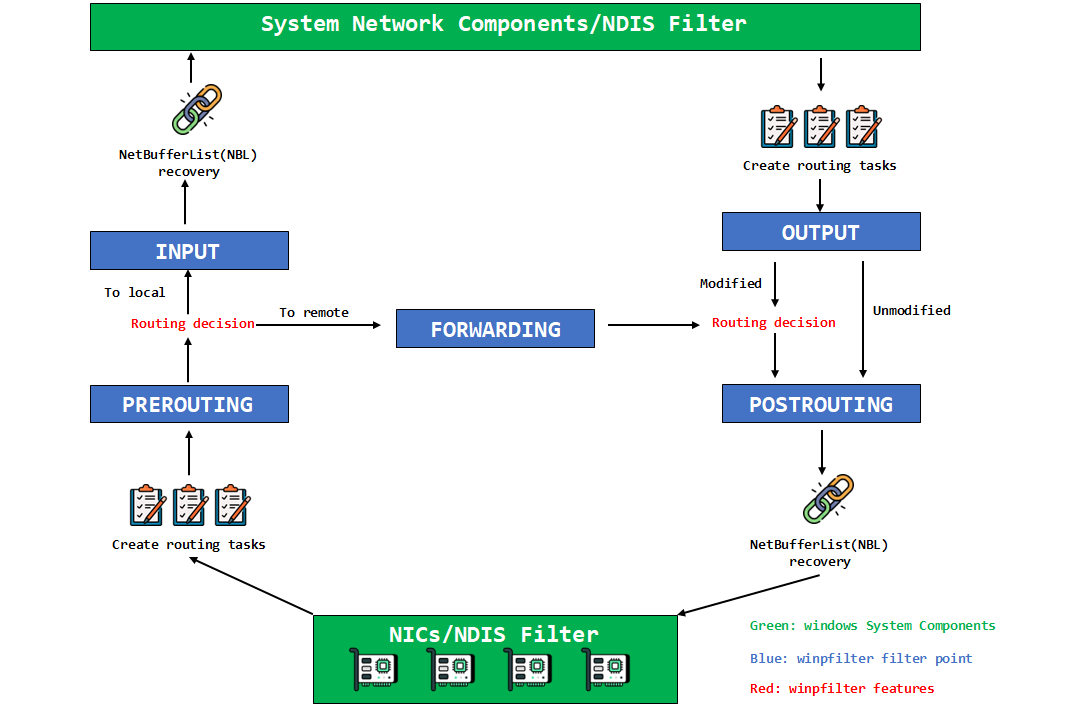 System Network Components/NDIS Filter
NetBufferList(NBL)
recovery
Create routing tasks
INPUT
OUTPUT
To local
Modified
Unmodified
Routing decision
To remote
FORWARDING
Routing decision
PREROUTING
POSTROUTING
Create routing tasks
NetBufferList(NBL)
recovery
NICs/NDIS Filter
Green: windows System Components
Blue: winpfilter filter point
Red: winpfilter features